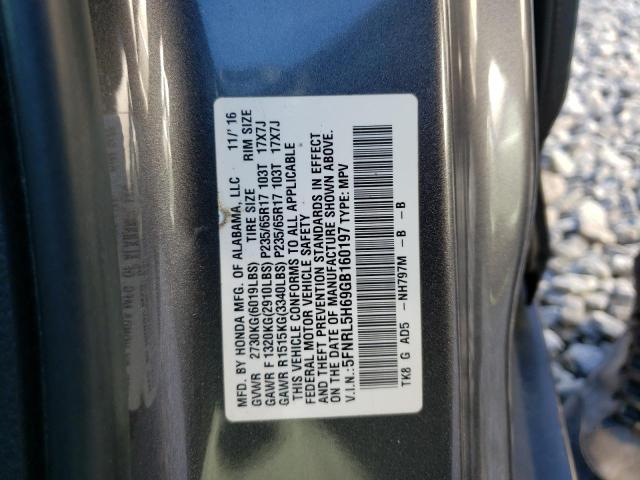 MFD. BY HONDA MFG. OF ALABAMA, LLC 11/'16
TIRE SIZE RIM SIZE
GVWR 2730KG(6019LBS)
GAWR F 1320KG(2910LBS) P235/65R17 103T 17X7J
GAWR R1515KG(3340LBS) P235/65R17 103T 17X7J
THIS VEHICLE CONFORMS TO ALL APPLICABLE
FEDERAL MOTOR VEHICLE SAFETY
AND THEFT PREVENTION STANDARDS IN EFFECT
ON THE DATE OF MANUFACTURE SHOWN ABOVE.
V.I.N.:5FNRL5H69GB160197 TYPE: MPV
TK8 G AD5 -NH797M - B - B